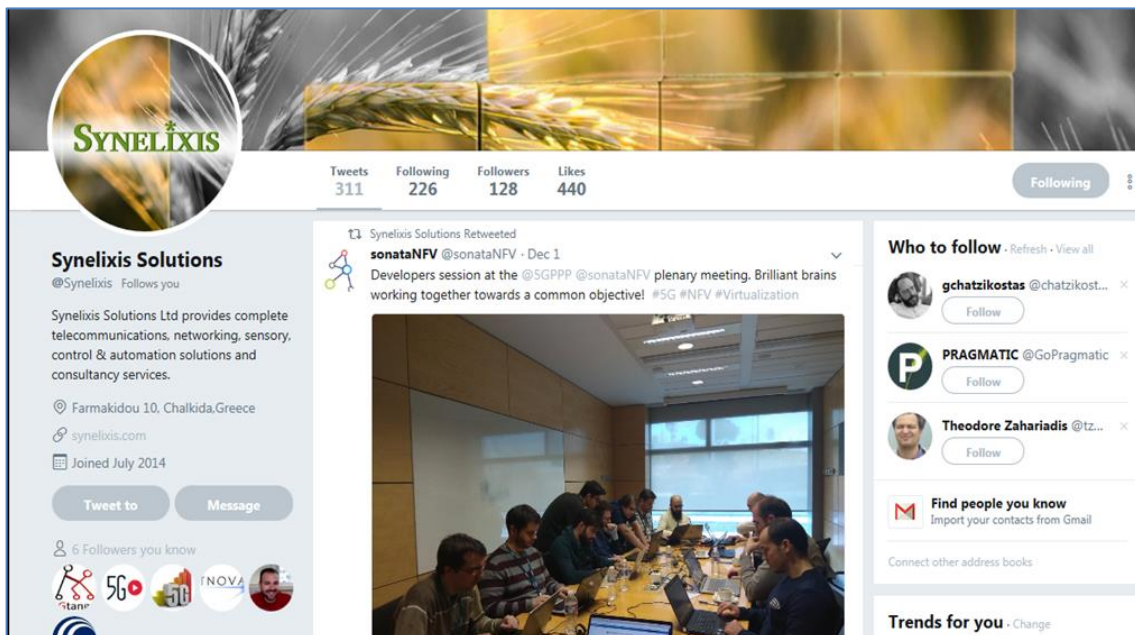 SYNELIXIS
Tweets Following Followers Likes
311 226 128 440
Following
Synelixis Solutions
@Synelixis Follows you
Synelixis Solutions Ltd provides complete
telecommunications, networking, sensory,
control & automation solutions and
consultancy services.
Farmakidou 10, Chalkida,Greece
synelixis.com
Joined July 2014
Tweet to Message
6 Followers you know
5G
5G
Synelixis Solutions Retweeted
sonataNFV @sonataNFV · Dec 1
Developers session at the @5GPPP @sonataNFV plenary meeting. Brilliant brains
working together towards a common objective! #5G #NFV #Virtualization
Who to follow · Refresh · View all
gchatzikostas @chatzikost... ×
Follow
PRAGMATIC @GoPragmatic ×
Follow
Theodore Zahariadis @tz... ×
Follow
Find people you know
Import your contacts from Gmail
Connect other address books
Trends for you · Change